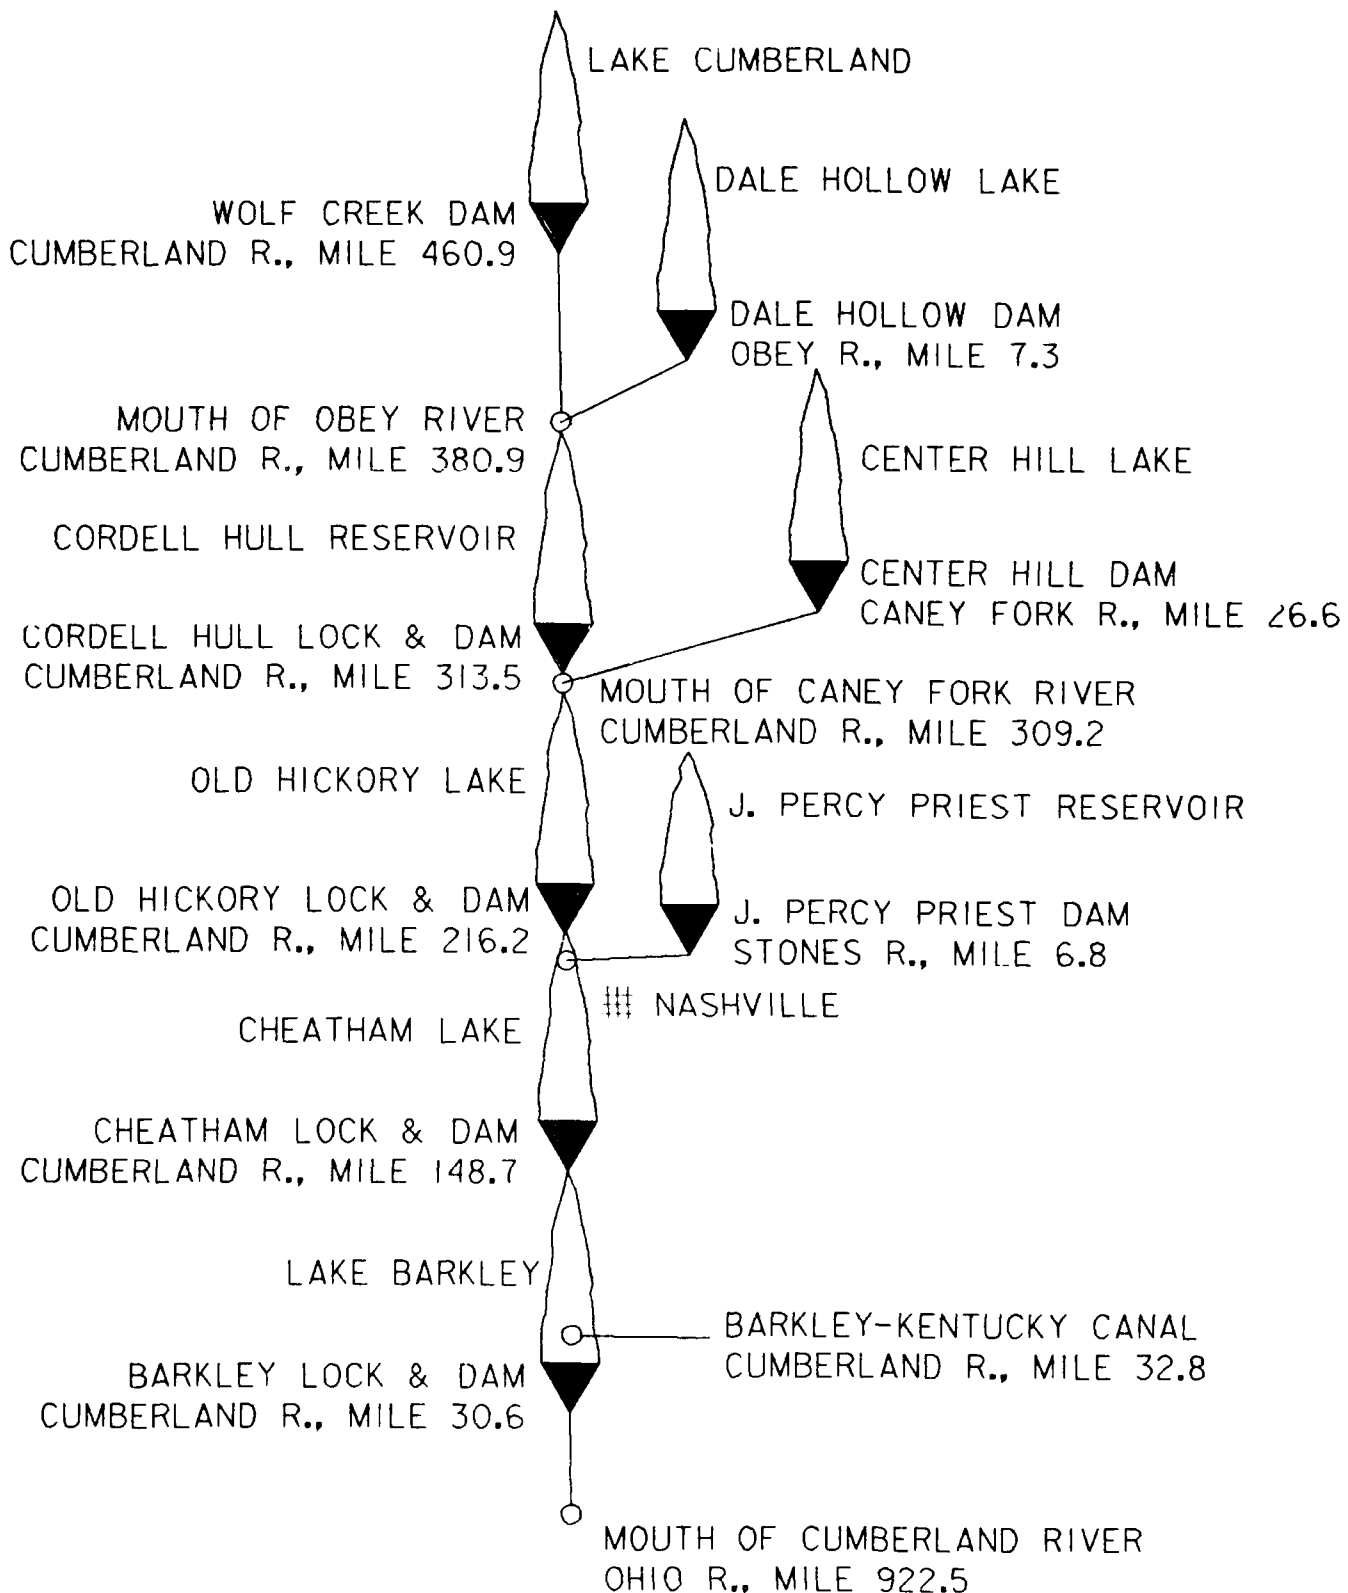 LAKE CUMBERLAND
DALE HOLLOW LAKE
WOLF CREEK DAM
CUMBERLAND R., MILE 460.9
DALE HOLLOW DAM
OBEY R., MILE 7.3
MOUTH OF OBEY RIVER
CUMBERLAND R., MILE 380.9
CENTER HILL LAKE
CORDELL HULL RESERVOIR
CENTER HILL DAM
CANEY FORK R., MILE 26.6
CORDELL HULL LOCK & DAM
CUMBERLAND R., MILE 313.5
MOUTH OF CANEY FORK RIVER
CUMBERLAND R., MILE 309.2
OLD HICKORY LAKE
J. PERCY PRIEST RESERVOIR
OLD HICKORY LOCK & DAM
CUMBERLAND R., MILE 216.2
J. PERCY PRIEST DAM
STONES R., MILE 6.8
NASHVILLE
CHEATHAM LAKE
CHEATHAM LOCK & DAM
CUMBERLAND R., MILE 148.7
LAKE BARKLEY
BARKLEY-KENTUCKY CANAL
CUMBERLAND R., MILE 32.8
BARKLEY LOCK & DAM
CUMBERLAND R., MILE 30.6
MOUTH OF CUMBERLAND RIVER
OHIO R., MILE 922.5